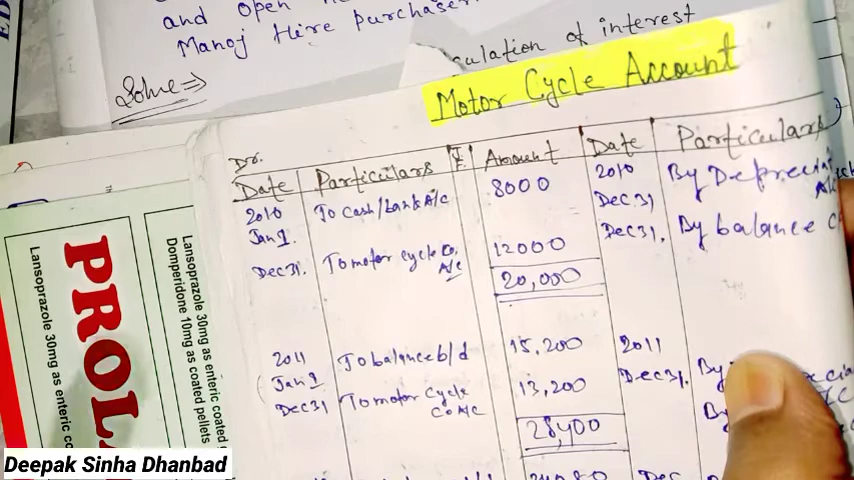 and open
Manoj Hire purchaser
culation of interest
Solve⇒
Motor Cycle Account
Dr.
Date Particulars Amount Date Particulars
2010 To Cash/bank A/c 8000 2010 By Depreciat
Jan 1. Dec 31 A/c
Dec 31. To motor cycle Co. A/c 12000 Dec 31. By balance c
20,000
2011 To balance b/d 15,200 2011
Jan 1
Dec 31 To motor Cycle Co A/c 13,200 Dec 31. By
By
28,400
Dec
PROL
Lansoprazole 30mg as enteric co
Lansoprazole 30mg as enteric coated
Domperidone 10mg as coated pellets
Deepak Sinha Dhanbad